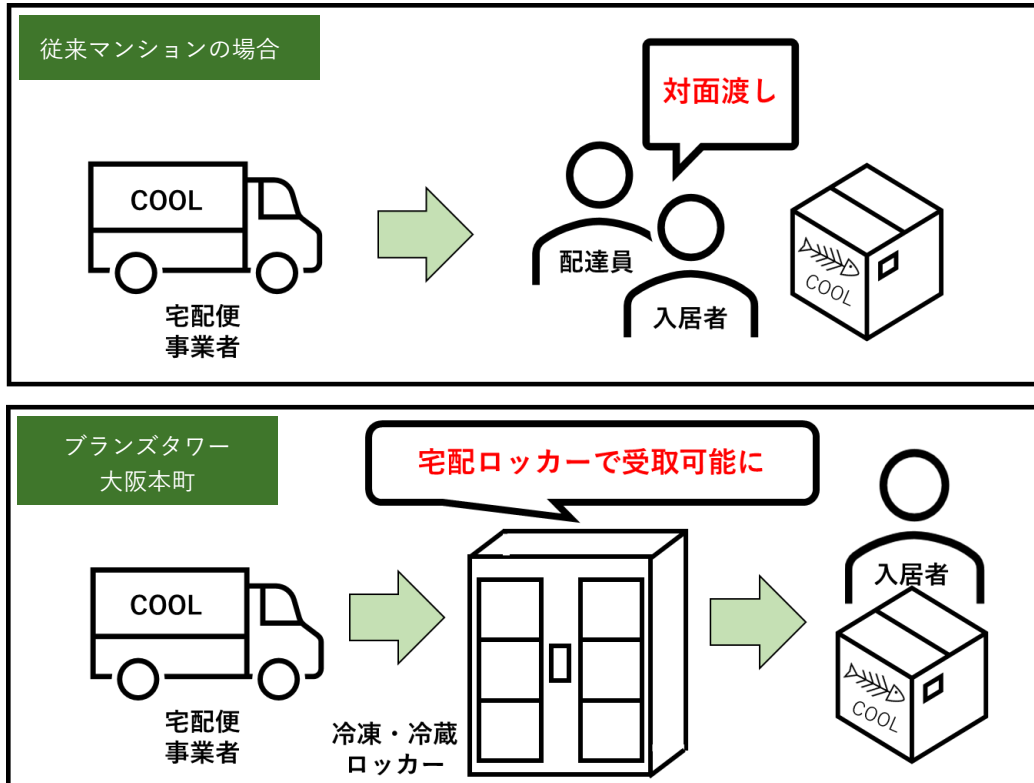 従来マンションの場合
対面渡し
COOL
配達員
入居者
COOL
宅配便
事業者
ブランズタワー
大阪本町
宅配ロッカーで受取可能に
COOL
入居者
COOL
宅配便
事業者
冷凍・冷蔵
ロッカー